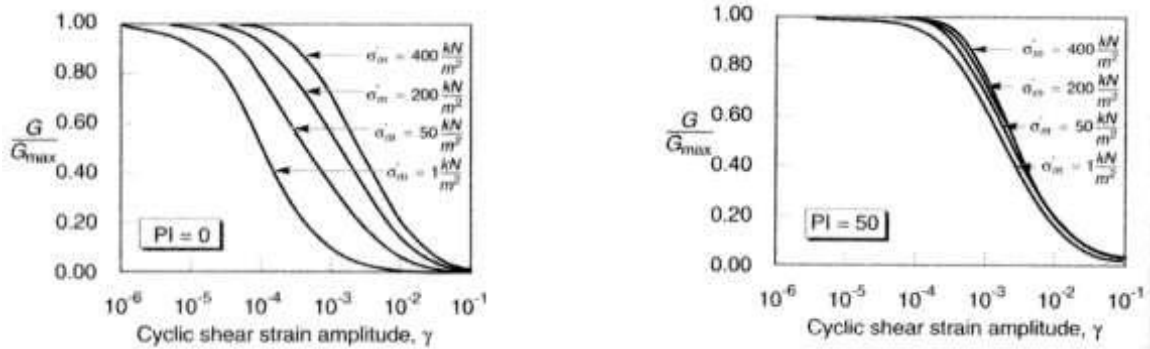 1.00
0.80
0.60
0.40
0.20
0.00
G
G max
σ'm = 400 kN/m²
σ'm = 200 kN/m²
σ'm = 50 kN/m²
σ'm = 1 kN/m²
PI = 0
10⁻⁶ 10⁻⁵ 10⁻⁴ 10⁻³ 10⁻² 10⁻¹
Cyclic shear strain amplitude, γ
1.00
0.80
0.60
0.40
0.20
0.00
G
G max
σ'm = 400 kN/m²
σ'm = 200 kN/m²
σ'm = 50 kN/m²
σ'm = 1 kN/m²
PI = 50
10⁻⁶ 10⁻⁵ 10⁻⁴ 10⁻³ 10⁻² 10⁻¹
Cyclic shear strain amplitude, γ